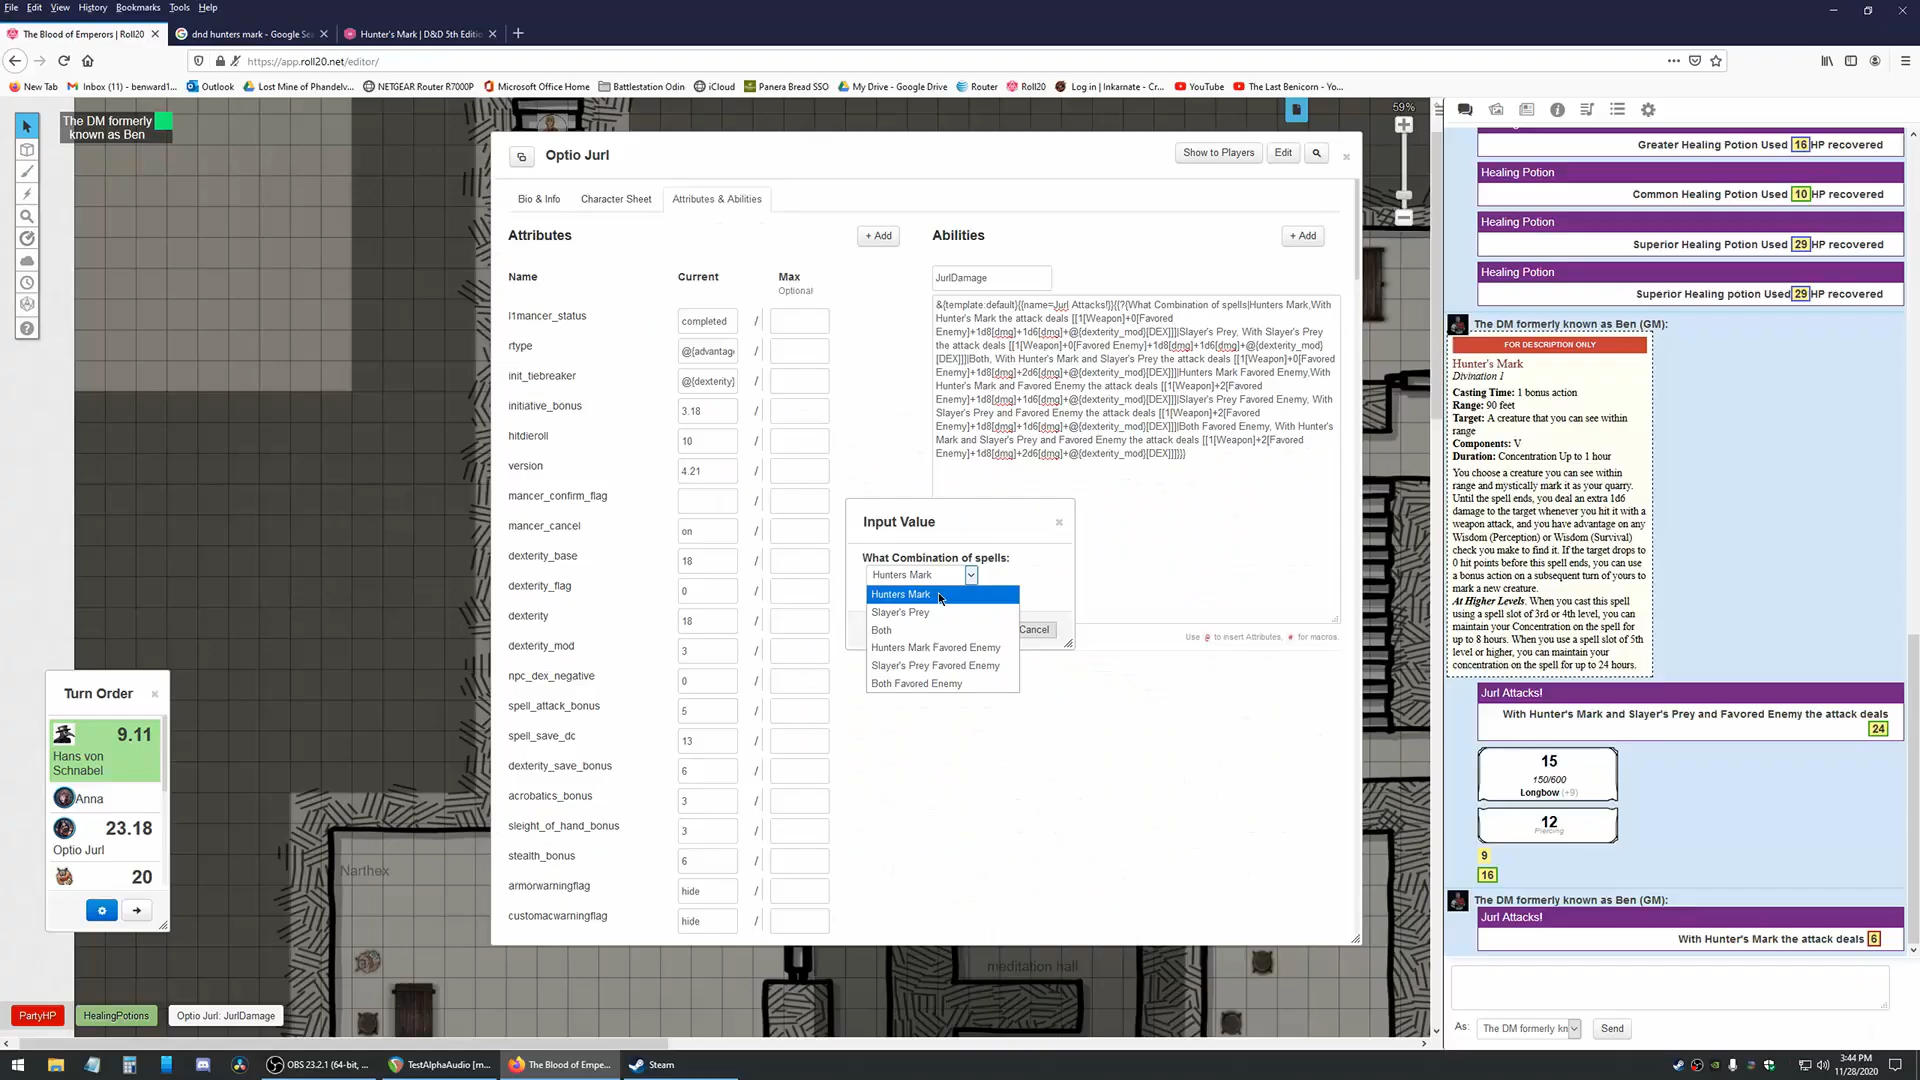 File Edit View History Bookmarks Tools Help
The Blood of Emperors | Roll20
dnd hunters mark - Google Se
Hunter's Mark | D&D 5th Editio
https://app.roll20.net/editor/
New Tab
Inbox (11) - benward1...
Outlook
Lost Mine of Phandelv...
NETGEAR Router R7000P
Microsoft Office Home
Battlestation Odin
iCloud
Panera Bread SSO
My Drive - Google Drive
Router
Roll20
Log in | Inkarnate - Cr...
YouTube
The Last Benicorn - Yo...
The DM formerly
known as Ben
59%
Optio Jurl
Show to Players
Edit
Bio & Info
Character Sheet
Attributes & Abilities
Attributes
+ Add
Name
Current
Max
Optional
l1mancer_status
completed /
rtype
@{advantag /
init_tiebreaker
@{dexterity} /
initiative_bonus
3.18 /
hitdieroll
10 /
version
4.21 /
mancer_confirm_flag
/
mancer_cancel
on /
dexterity_base
18 /
dexterity_flag
0 /
dexterity
18 /
dexterity_mod
3 /
npc_dex_negative
0 /
spell_attack_bonus
5 /
spell_save_dc
13 /
dexterity_save_bonus
6 /
acrobatics_bonus
3 /
sleight_of_hand_bonus
3 /
stealth_bonus
6 /
armorwarningflag
hide /
customacwarningflag
hide /
Abilities
+ Add
JurlDamage
&{template:default}{{name=Jurl Attacks!}}{{?{What Combination of spells|Hunters Mark,With
Hunter's Mark the attack deals [[1[Weapon]+0[Favored
Enemy]+1d8[dmg]+1d6[dmg]+@{dexterity_mod}[DEX]]]|Slayer's Prey, With Slayer's Prey
the attack deals [[1[Weapon]+0[Favored Enemy]+1d8[dmg]+1d6[dmg]+@{dexterity_mod}
[DEX]]]|Both, With Hunter's Mark and Slayer's Prey the attack deals [[1[Weapon]+0[Favored
Enemy]+1d8[dmg]+2d6[dmg]+@{dexterity_mod}[DEX]]]|Hunters Mark Favored Enemy,With
Hunter's Mark and Favored Enemy the attack deals [[1[Weapon]+2[Favored
Enemy]+1d8[dmg]+1d6[dmg]+@{dexterity_mod}[DEX]]]|Slayer's Prey Favored Enemy, With
Slayer's Prey and Favored Enemy the attack deals [[1[Weapon]+2[Favored
Enemy]+1d8[dmg]+1d6[dmg]+@{dexterity_mod}[DEX]]]|Both Favored Enemy, With Hunter's
Mark and Slayer's Prey and Favored Enemy the attack deals [[1[Weapon]+2[Favored
Enemy]+1d8[dmg]+2d6[dmg]+@{dexterity_mod}[DEX]]]}}}
Use @ to insert Attributes, # for macros.
Input Value
What Combination of spells:
Hunters Mark
Hunters Mark
Slayer's Prey
Both
Hunters Mark Favored Enemy
Slayer's Prey Favored Enemy
Both Favored Enemy
Cancel
Turn Order
9.11
Hans von
Schnabel
Anna
23.18
Optio Jurl
20
Narthex
meditation hall
PartyHP
HealingPotions
Optio Jurl: JurlDamage
Greater Healing Potion Used 16 HP recovered
Healing Potion
Common Healing Potion Used 10 HP recovered
Healing Potion
Superior Healing Potion Used 29 HP recovered
Healing Potion
Superior Healing potion Used 29 HP recovered
The DM formerly known as Ben (GM):
FOR DESCRIPTION ONLY
Hunter's Mark
Divination 1
Casting Time: 1 bonus action
Range: 90 feet
Target: A creature that you can see within
range
Components: V
Duration: Concentration Up to 1 hour
You choose a creature you can see within
range and mystically mark it as your quarry.
Until the spell ends, you deal an extra 1d6
damage to the target whenever you hit it with a
weapon attack, and you have advantage on any
Wisdom (Perception) or Wisdom (Survival)
check you make to find it. If the target drops to
0 hit points before this spell ends, you can
use a bonus action on a subsequent turn of yours to
mark a new creature.
At Higher Levels. When you cast this spell
using a spell slot of 3rd or 4th level, you can
maintain your Concentration on the spell for
up to 8 hours. When you use a spell slot of 5th
level or higher, you can maintain your
concentration on the spell for up to 24 hours.
Jurl Attacks!
With Hunter's Mark and Slayer's Prey and Favored Enemy the attack deals
24
15
150/600
Longbow (+9)
12
Piercing
9
16
The DM formerly known as Ben (GM):
Jurl Attacks!
With Hunter's Mark the attack deals 6
As:
The DM formerly kn
Send
OBS 23.2.1 (64-bit, ...
TestAlphaAudio [m...
The Blood of Empe...
Steam
3:44 PM
11/28/2020